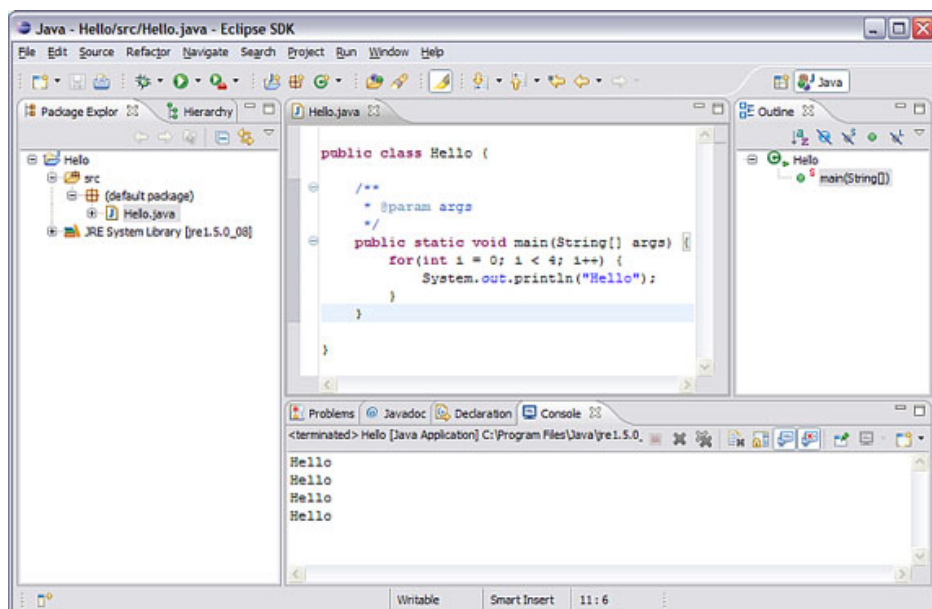 Java - Hello/src/Hello.java - Eclipse SDK
File Edit Source Refactor Navigate Search Project Run Window Help
Java
Package Explor Hierarchy
Hello
src
(default package)
Hello.java
JRE System Library [jre1.5.0_08]
Hello.java
public class Hello {
/**
* @param args
*/
public static void main(String[] args) {
for(int i = 0; i < 4; i++) {
System.out.println("Hello");
}
}
}
Outline
Hello
main(String[])
Problems Javadoc Declaration Console
<terminated> Hello [Java Application] C:\Program Files\Java\jre1.5.0_
Hello
Hello
Hello
Hello
Writable Smart Insert 11 : 6